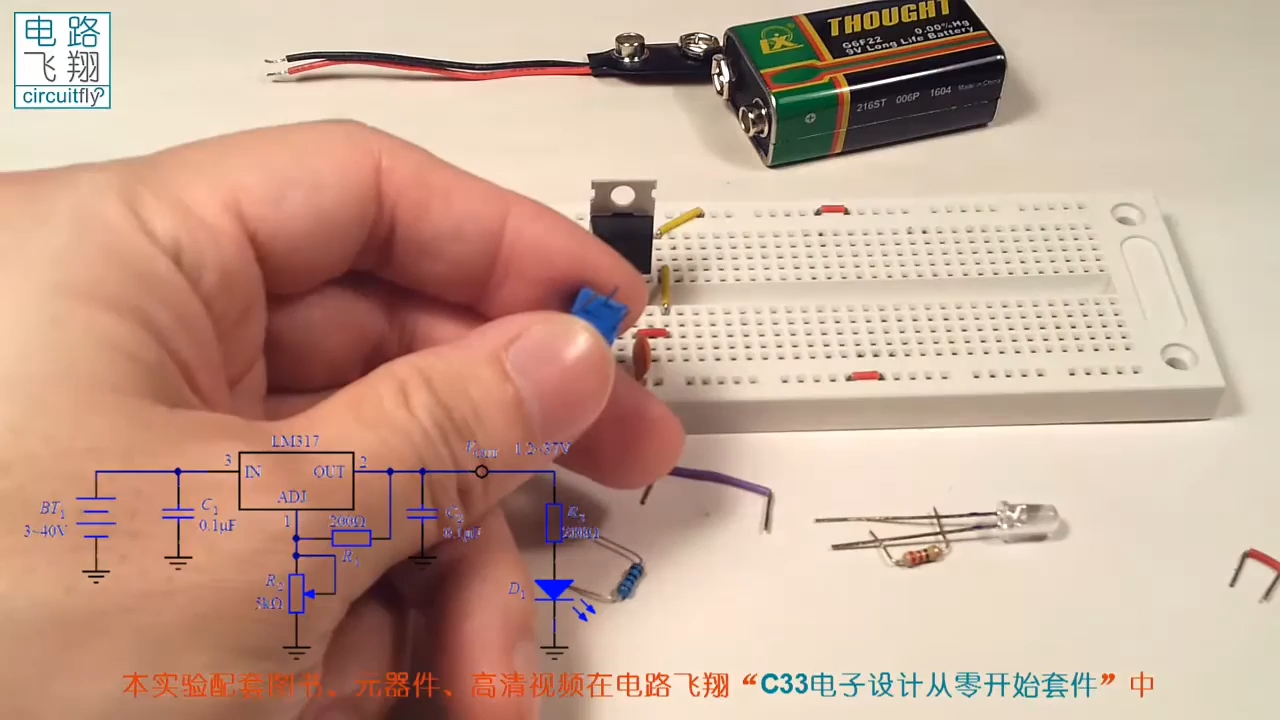 电路
飞翔
circuitfly?
THOUGHT
G6F22 0.00%Hg
9V Long Life Battery
216ST 006P 1604 Made in China
LM317
3 IN OUT 2
ADJ
1
BT1
3~40V
C1
0.1μF
200Ω
R1
R2
5kΩ
C2
0.1μF
VOUT 1.2~37V
R3
D1
本实验配套图书、元器件、高清视频在电路飞翔“C33电子设计从零开始套件”中